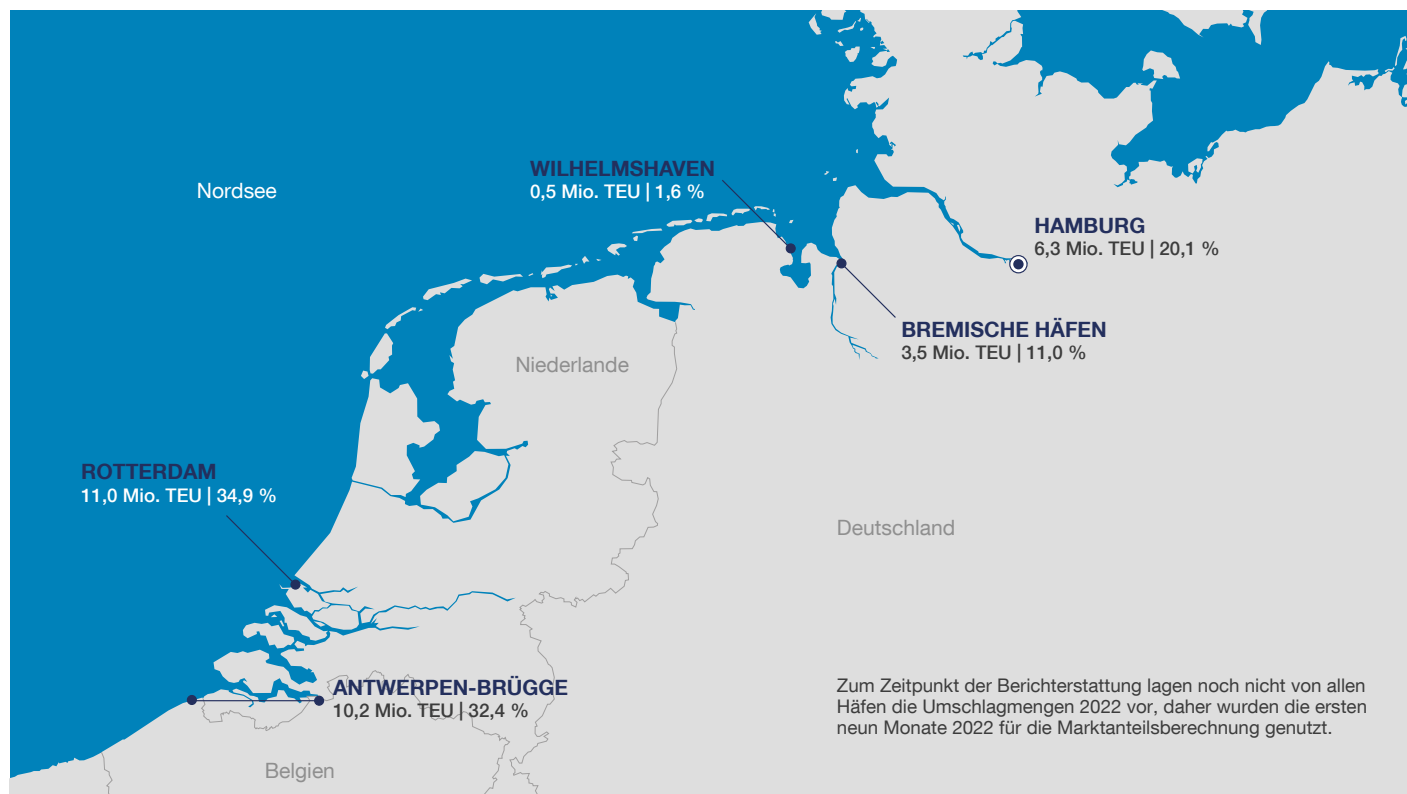 Nordsee
WILHELMSHAVEN
0,5 Mio. TEU | 1,6 %
HAMBURG
6,3 Mio. TEU | 20,1 %
BREMISCHE HÄFEN
3,5 Mio. TEU | 11,0 %
Niederlande
ROTTERDAM
11,0 Mio. TEU | 34,9 %
Deutschland
ANTWERPEN-BRÜGGE
10,2 Mio. TEU | 32,4 %
Zum Zeitpunkt der Berichterstattung lagen noch nicht von allen
Häfen die Umschlagmengen 2022 vor, daher wurden die ersten
neun Monate 2022 für die Marktanteilsberechnung genutzt.
Belgien